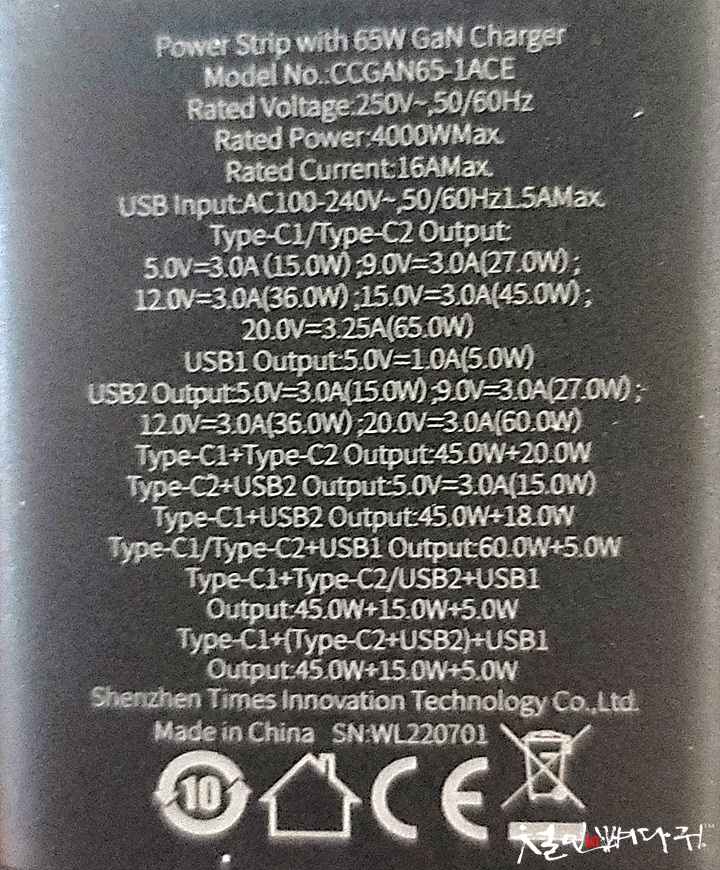 Power Strip with 65W GaN Charger
Model No.:CCGAN65-1ACE
Rated Voltage:250V~,50/60Hz
Rated Power:4000WMax.
Rated Current:16AMax.
USB Input:AC100-240V~,50/60Hz1.5AMax.
Type-C1/Type-C2 Output:
5.0V=3.0A (15.0W) ;9.0V=3.0A(27.0W) ;
12.0V=3.0A(36.0W) ;15.0V=3.0A(45.0W) ;
20.0V=3.25A(65.0W)
USB1 Output:5.0V=1.0A(5.0W)
USB2 Output:5.0V=3.0A(15.0W) ;9.0V=3.0A(27.0W) ;
12.0V=3.0A(36.0W) ;20.0V=3.0A(60.0W)
Type-C1+Type-C2 Output:45.0W+20.0W
Type-C2+USB2 Output:5.0V=3.0A(15.0W)
Type-C1+USB2 Output:45.0W+18.0W
Type-C1/Type-C2+USB1 Output:60.0W+5.0W
Type-C1+Type-C2/USB2+USB1
Output:45.0W+15.0W+5.0W
Type-C1+(Type-C2+USB2)+USB1
Output:45.0W+15.0W+5.0W
Shenzhen Times Innovation Technology Co.,Ltd.
Made in China SN:WL220701
10
CE